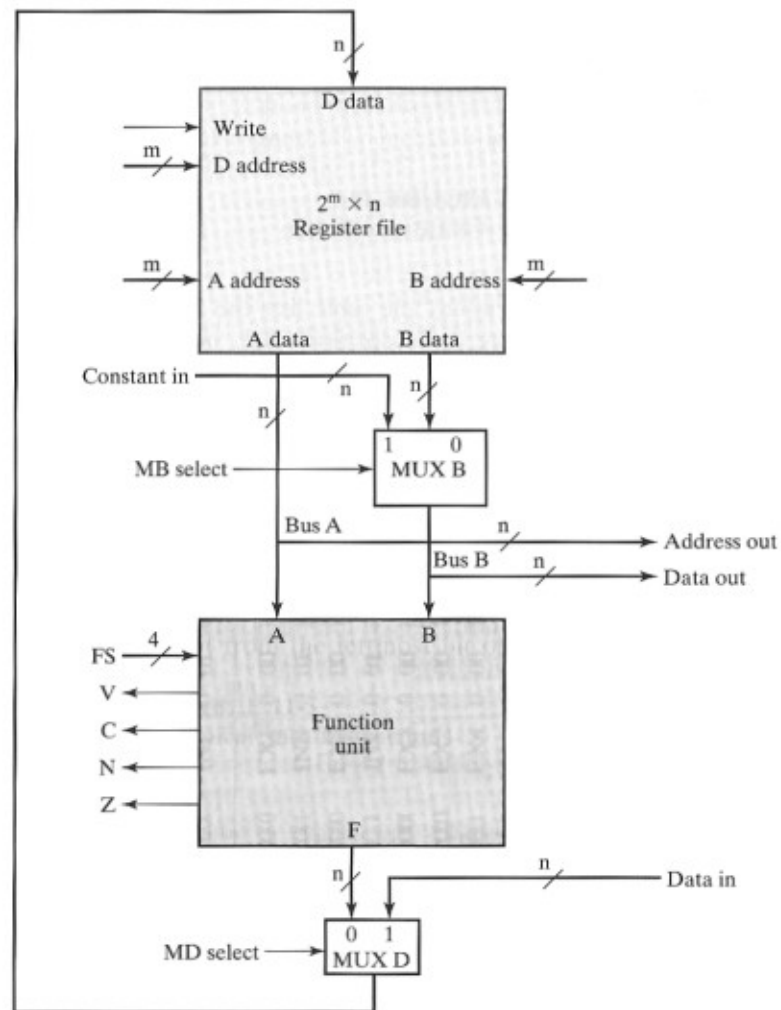 n
D data
Write
m
D address
2^m × n
Register file
m
A address
B address
m
A data
B data
Constant in
n
n
n
1 0
MB select
MUX B
Bus A
n
Address out
Bus B
n
Data out
A
B
FS
4
V
C
Function
unit
N
Z
F
n
n
Data in
0 1
MD select
MUX D